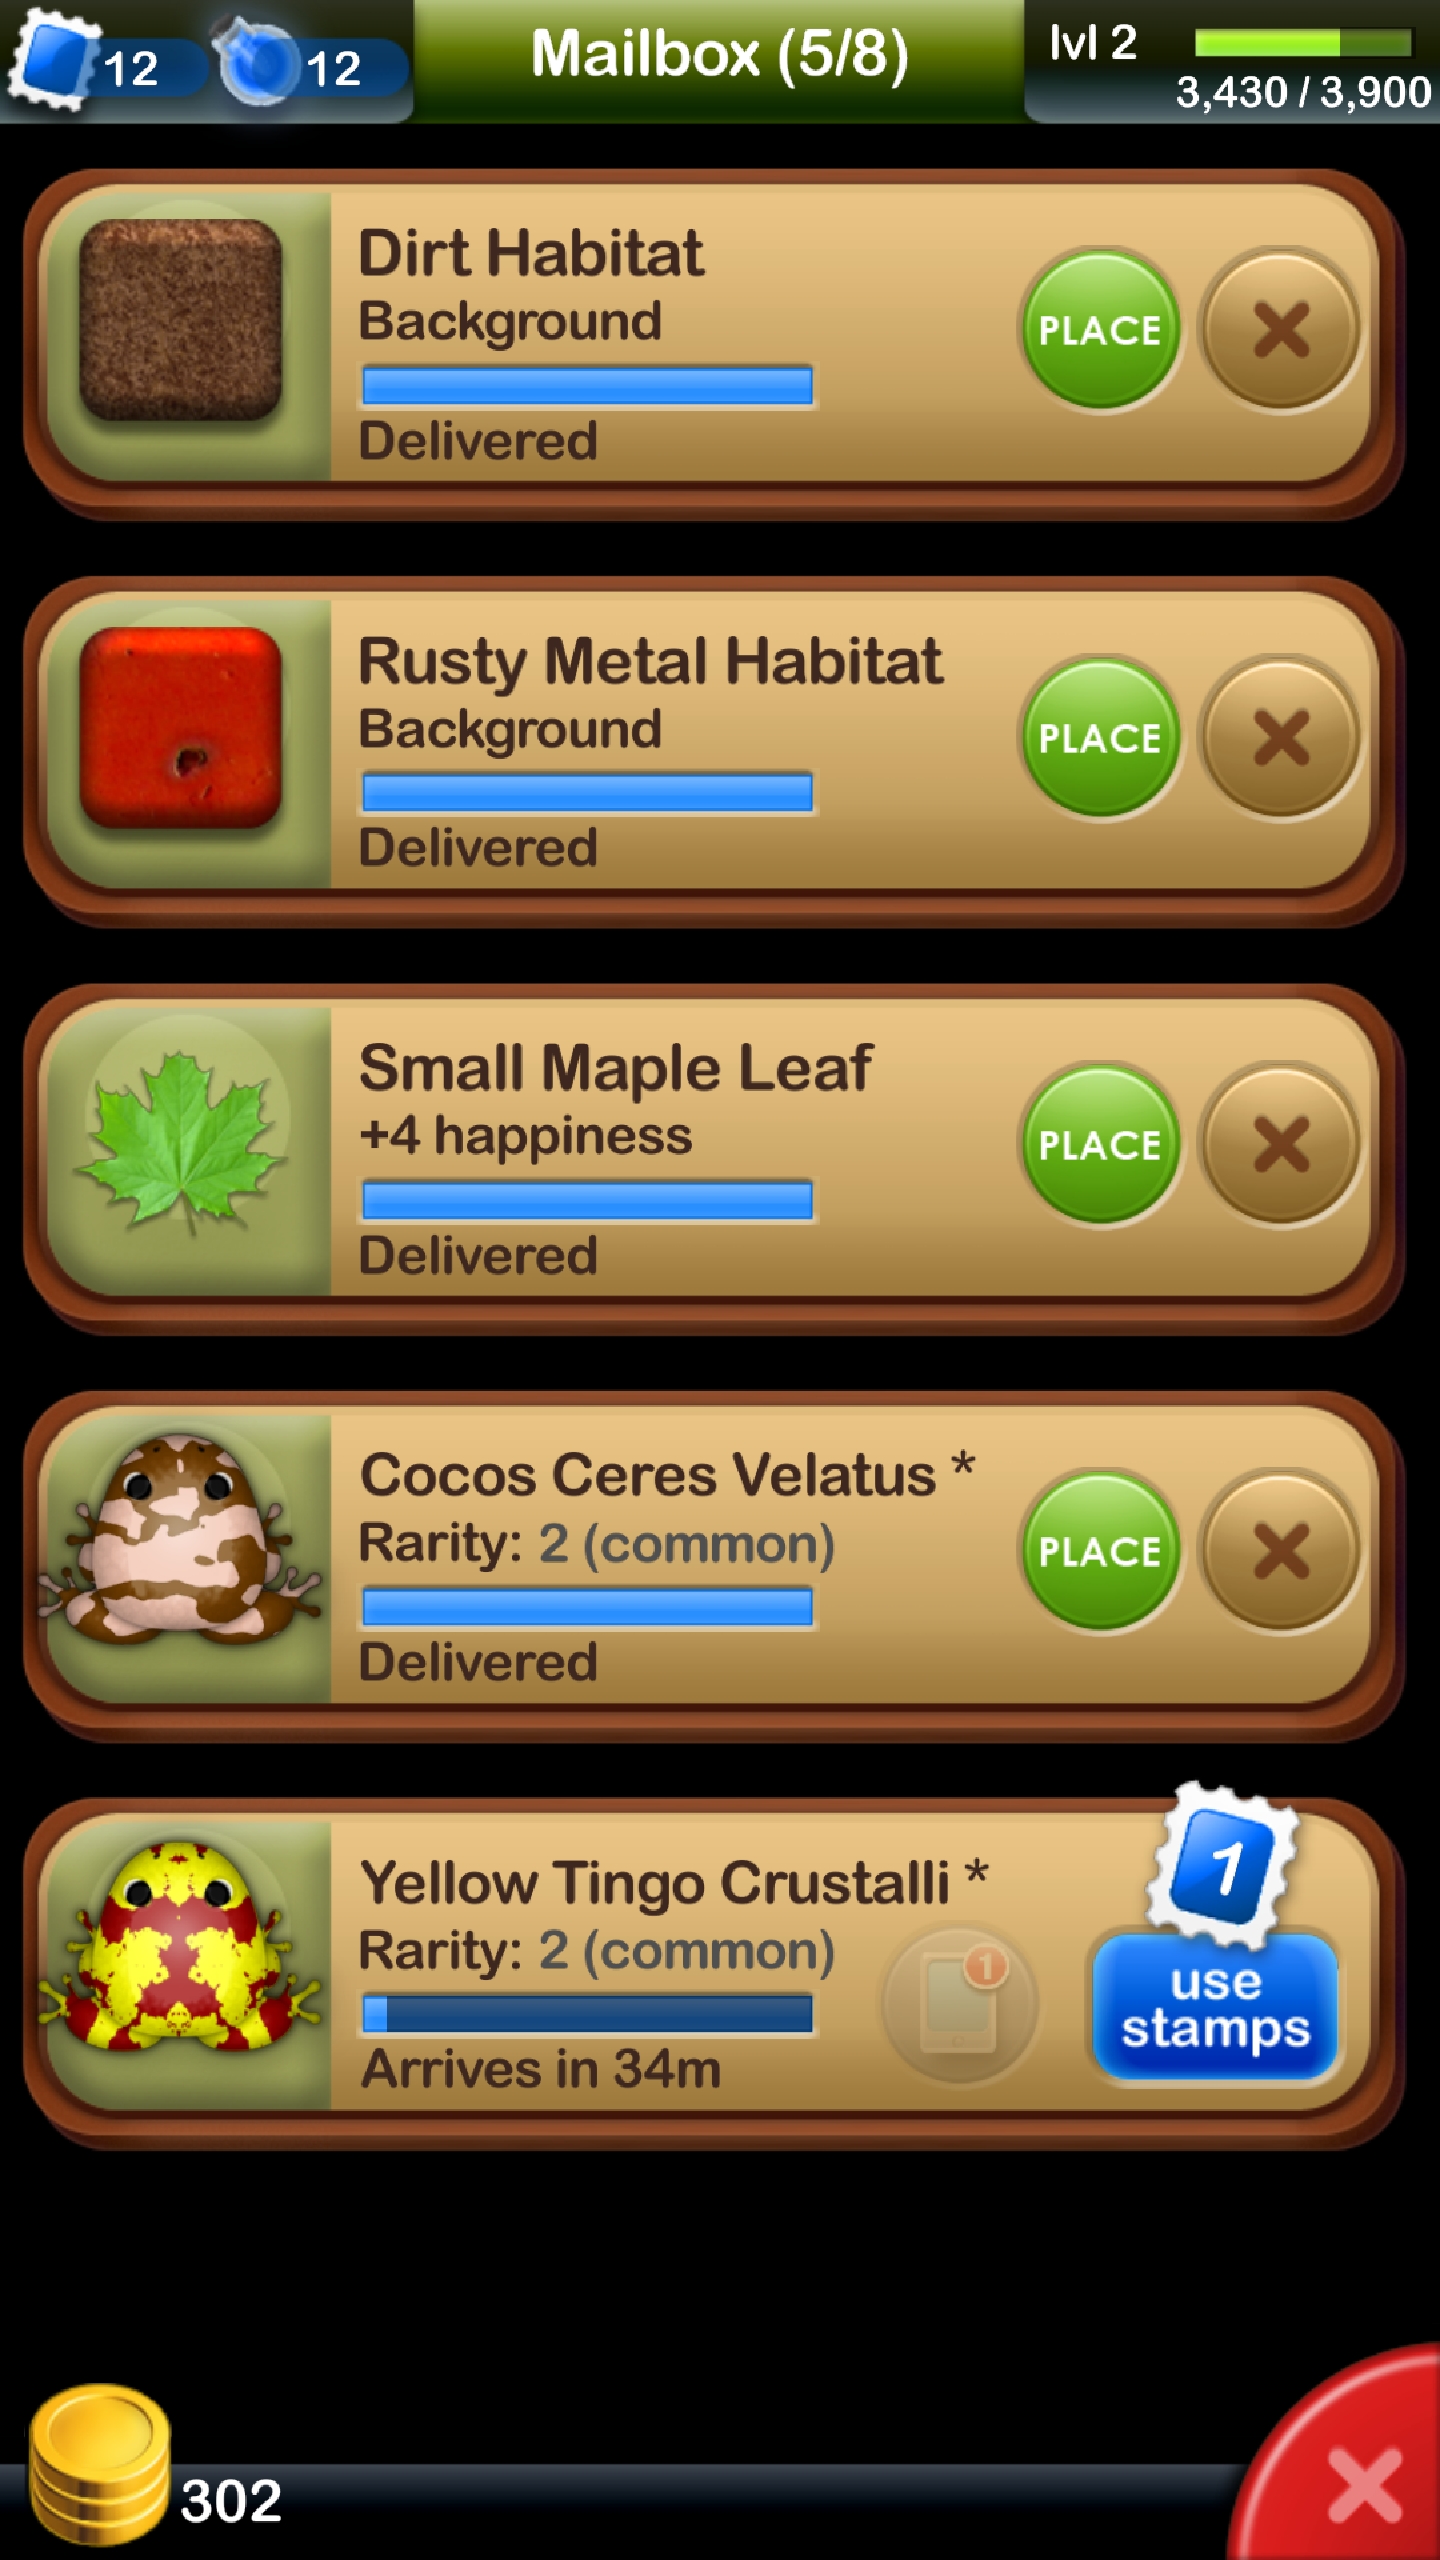 12
12
Mailbox (5/8)
lvl 2
3,430 / 3,900
Dirt Habitat
Background
Delivered
PLACE
Rusty Metal Habitat
Background
Delivered
PLACE
Small Maple Leaf
+4 happiness
Delivered
PLACE
Cocos Ceres Velatus *
Rarity: 2 (common)
Delivered
PLACE
Yellow Tingo Crustalli *
Rarity: 2 (common)
Arrives in 34m
1
1
use
stamps
302